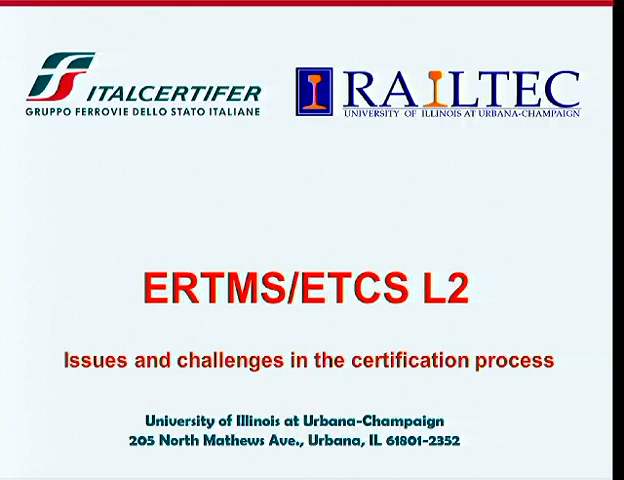 ITALCERTIFER
GRUPPO FERROVIE DELLO STATO ITALIANE
RAILTEC
UNIVERSITY OF ILLINOIS AT URBANA-CHAMPAIGN
ERTMS/ETCS L2
Issues and challenges in the certification process
University of Illinois at Urbana-Champaign
205 North Mathews Ave., Urbana, IL 61801-2352